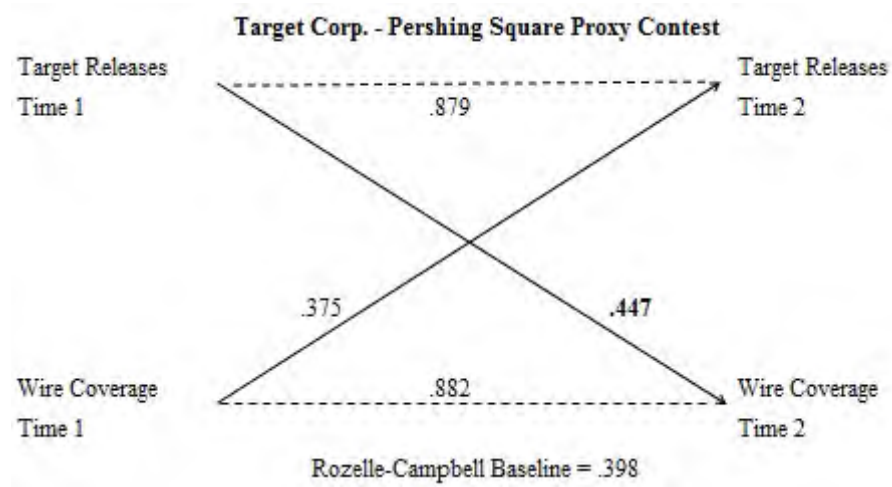 Target Corp. - Pershing Square Proxy Contest
Target Releases
Time 1
Target Releases
Time 2
.879
.375
.447
Wire Coverage
Time 1
.882
Wire Coverage
Time 2
Rozelle-Campbell Baseline = .398